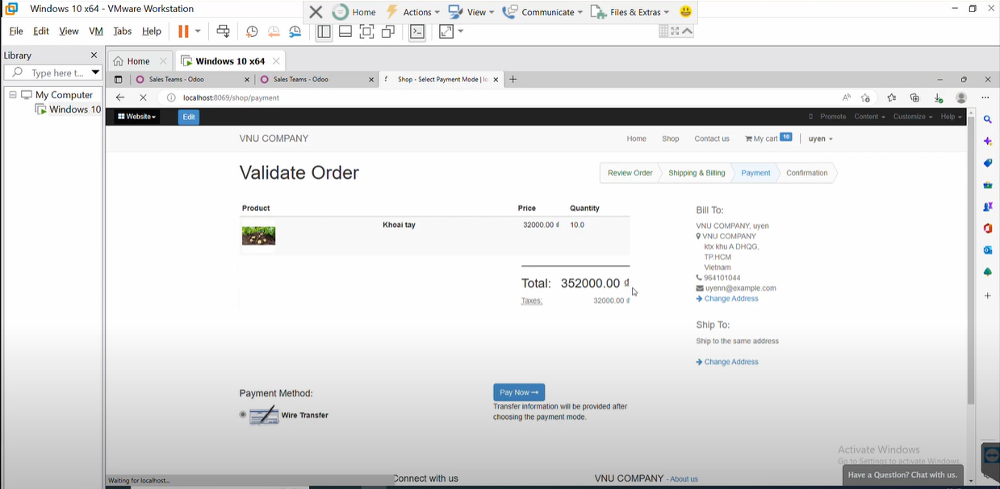 Windows 10 x64 - VMware Workstation
Home Actions View Communicate Files & Extras
File Edit View VM Tabs Help
Library
Home Windows 10 x64
Type here t...
Sales Teams - Odoo Sales Teams - Odoo Shop - Select Payment Mode | lo
My Computer
localhost:8069/shop/payment
Windows 10
Website Edit Promote Content Customize Help
VNU COMPANY Home Shop Contact us My cart 10 uyen
Validate Order
Review Order Shipping & Billing Payment Confirmation
Product Price Quantity
Khoai tay 32000.00 ₫ 10.0
Total: 352000.00 ₫
Taxes: 32000.00 ₫
Bill To:
VNU COMPANY, uyen
VNU COMPANY
ktx khu A DHQG,
TP.HCM
Vietnam
964101044
uyenn@example.com
Change Address
Ship To:
Ship to the same address
Change Address
Payment Method:
Wire Transfer
Pay Now
Transfer information will be provided after
choosing the payment mode.
Activate Windows
Go to Settings to activate Windows.
Have a Question? Chat with us.
Waiting for localhost...
Connect with us VNU COMPANY - About us